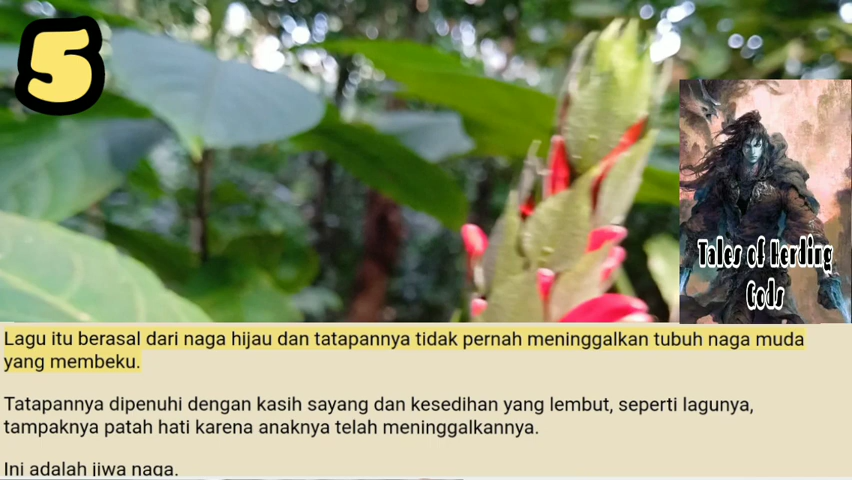 5
Tales of Herding
Gods
Lagu itu berasal dari naga hijau dan tatapannya tidak pernah meninggalkan tubuh naga muda
yang membeku.
Tatapannya dipenuhi dengan kasih sayang dan kesedihan yang lembut, seperti lagunya,
tampaknya patah hati karena anaknya telah meninggalkannya.
Ini adalah jiwa naga.